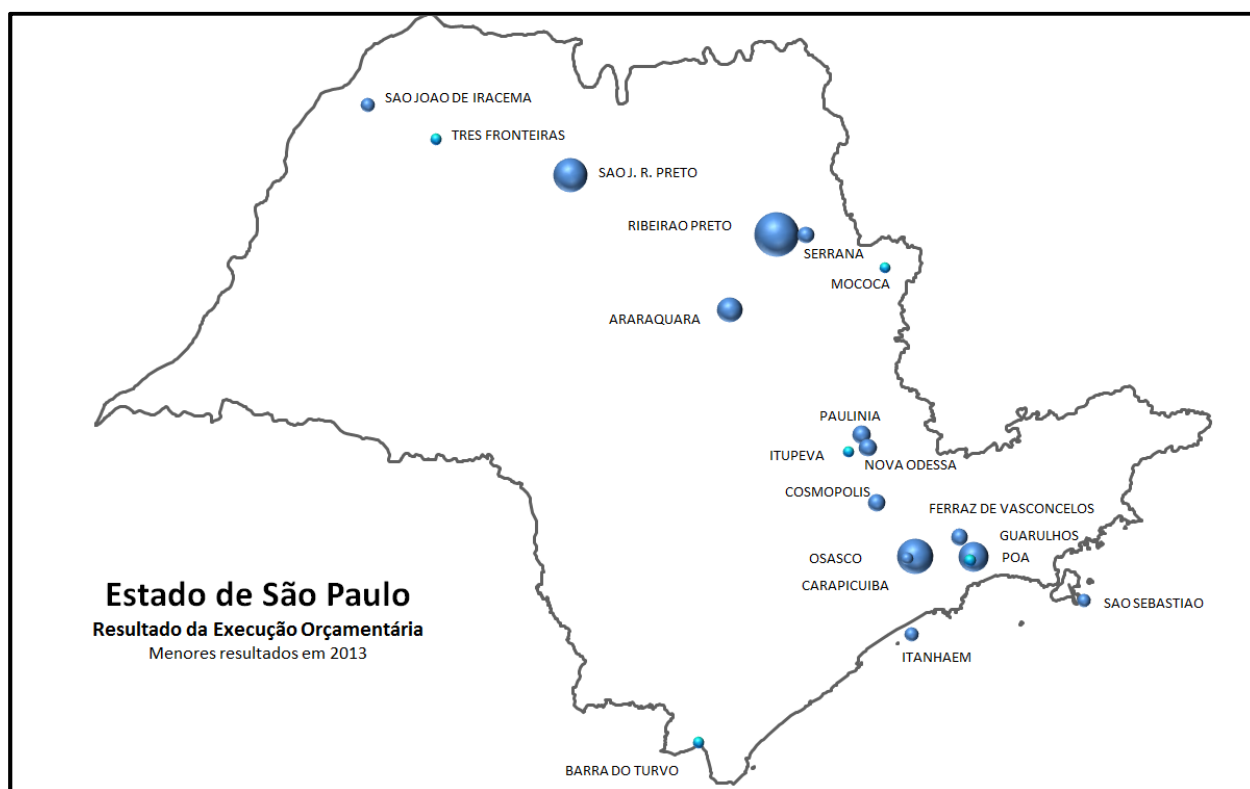 SAO JOAO DE IRACEMA
TRES FRONTEIRAS
SAO J. R. PRETO
RIBEIRAO PRETO
SERRANA
MOCOCA
ARARAQUARA
PAULINIA
ITUPEVA
NOVA ODESSA
COSMOPOLIS
FERRAZ DE VASCONCELOS
GUARULHOS
OSASCO
POA
CARAPICUIBA
SAO SEBASTIAO
ITANHAEM
BARRA DO TURVO
Estado de São Paulo
Resultado da Execução Orçamentária
Menores resultados em 2013